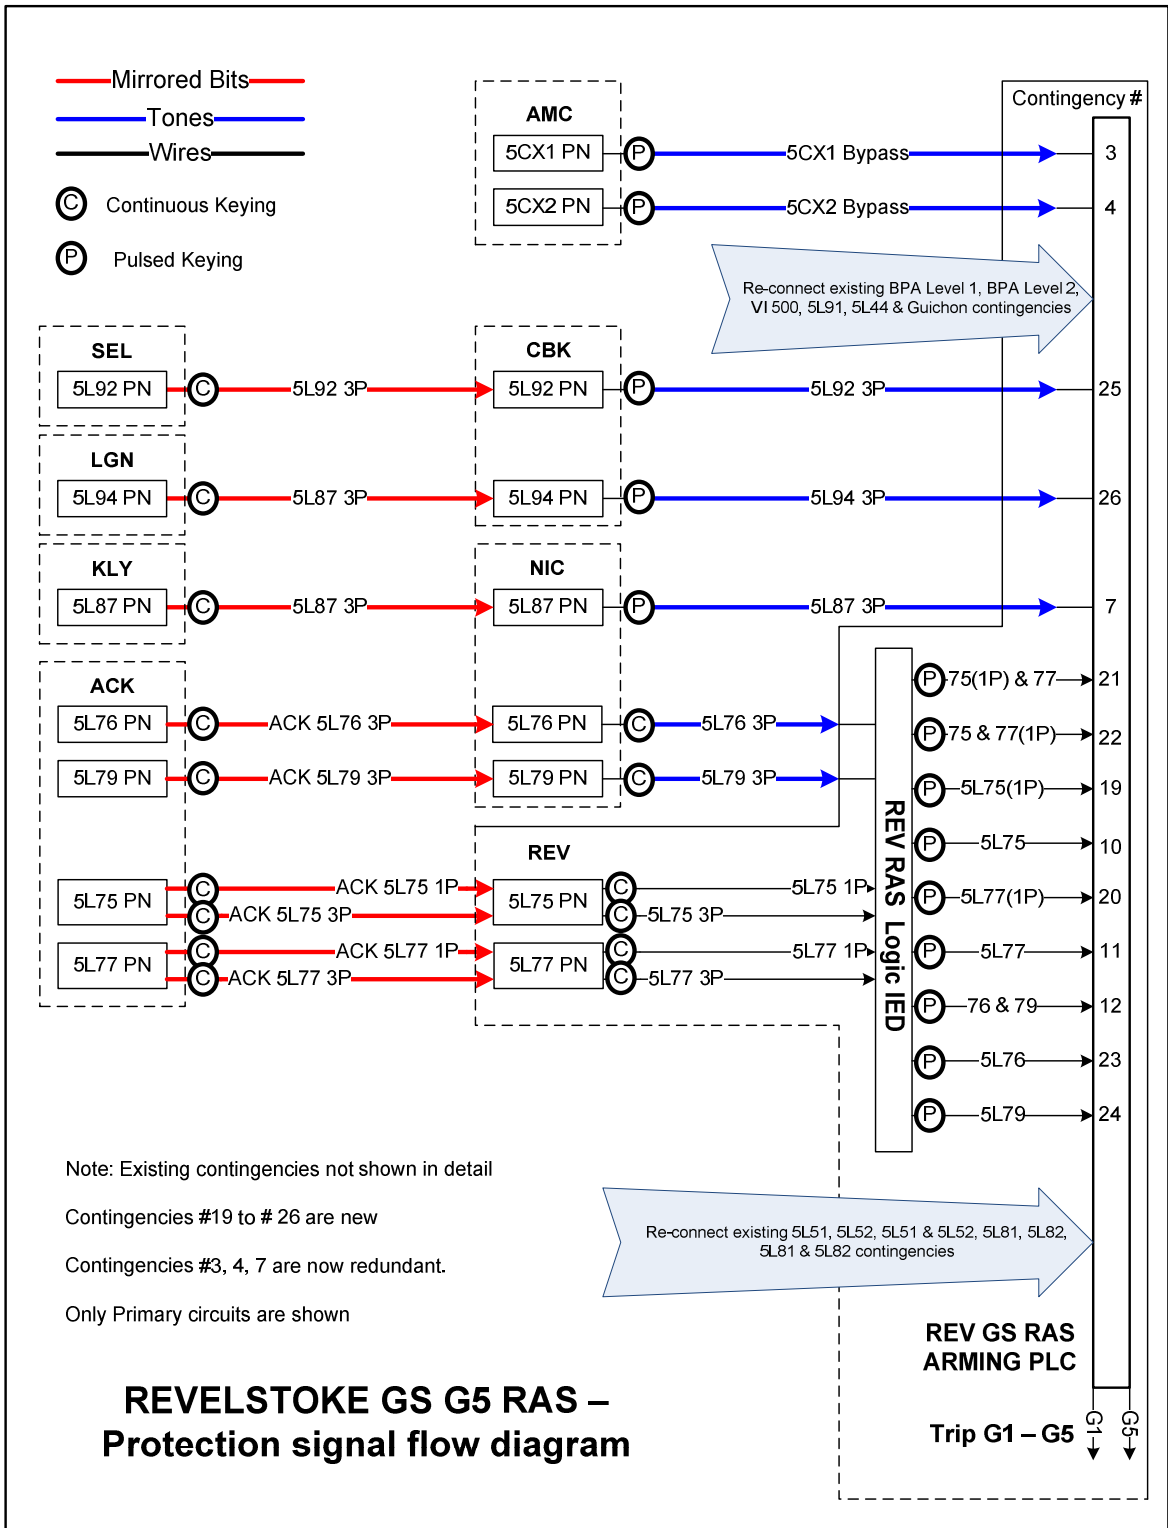 Mirrored Bits
Tones
Wires
C Continuous Keying
P Pulsed Keying
Contingency #
AMC
5CX1 PN P 5CX1 Bypass 3
5CX2 PN P 5CX2 Bypass 4
Re-connect existing BPA Level 1, BPA Level 2,
VI 500, 5L91, 5L44 & Guichon contingencies
SEL CBK
5L92 PN C 5L92 3P 5L92 PN P 5L92 3P 25
LGN
5L94 PN C 5L87 3P 5L94 PN P 5L94 3P 26
KLY NIC
5L87 PN C 5L87 3P 5L87 PN P 5L87 3P 7
ACK
5L76 PN C ACK 5L76 3P 5L76 PN C 5L76 3P
5L79 PN C ACK 5L79 3P 5L79 PN C 5L79 3P
REV
5L75 PN C ACK 5L75 1P 5L75 PN C 5L75 1P
C ACK 5L75 3P C 5L75 3P
5L77 PN C ACK 5L77 1P 5L77 PN C 5L77 1P
C ACK 5L77 3P C 5L77 3P
REV RAS Logic IED
P 75(1P) & 77 21
P 75 & 77(1P) 22
P 5L75(1P) 19
P 5L75 10
P 5L77(1P) 20
P 5L77 11
P 76 & 79 12
P 5L76 23
P 5L79 24
Note: Existing contingencies not shown in detail
Contingencies #19 to # 26 are new
Contingencies #3, 4, 7 are now redundant.
Only Primary circuits are shown
Re-connect existing 5L51, 5L52, 5L51 & 5L52, 5L81, 5L82,
5L81 & 5L82 contingencies
REV GS RAS
ARMING PLC
Trip G1 – G5
G1
G5
REVELSTOKE GS G5 RAS –
Protection signal flow diagram